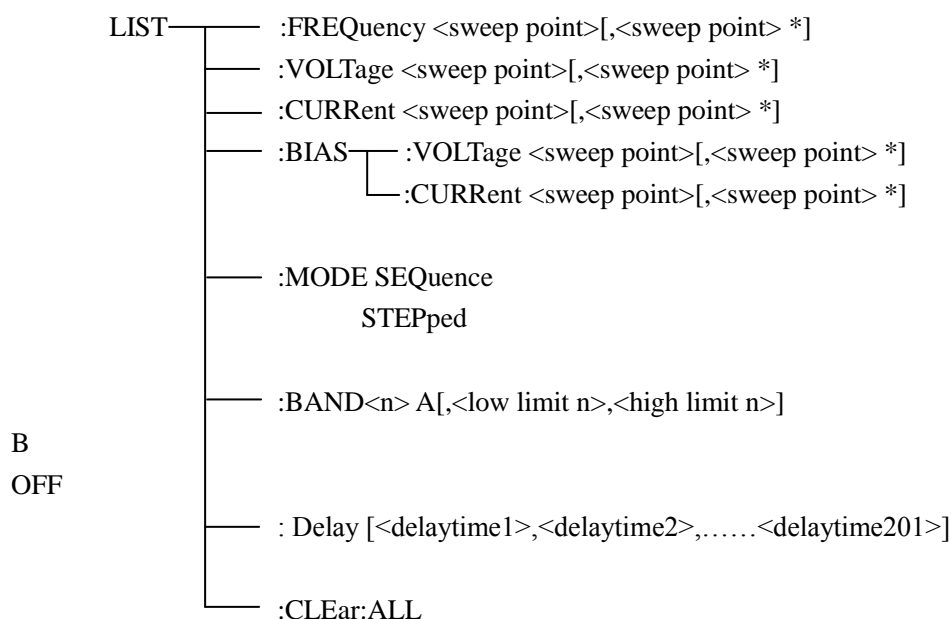 LIST :FREQuency <sweep point>[,<sweep point> *]
:VOLTage <sweep point>[,<sweep point> *]
:CURRent <sweep point>[,<sweep point> *]
:BIAS :VOLTage <sweep point>[,<sweep point> *]
:CURRent <sweep point>[,<sweep point> *]
:MODE SEQuence
STEPped
:BAND<n> A[,<low limit n>,<high limit n>]
B
OFF
: Delay [<delaytime1>,<delaytime2>,……<delaytime201>]
:CLEar:ALL